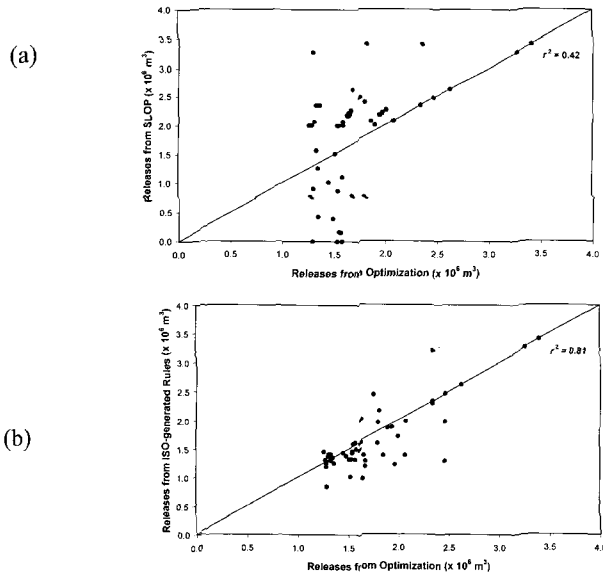 (a)
Releases from SLOP (x 10⁶ m³)
4.0
3.5
3.0
2.5
2.0
1.5
1.0
0.5
0.0
r² = 0.42
0.0 0.5 1.0 1.5 2.0 2.5 3.0 3.5 4.0
Releases from Optimization (x 10⁶ m³)
(b)
Releases from ISO-generated Rules (x 10⁶ m³)
4.0
3.5
3.0
2.5
2.0
1.5
1.0
0.5
0.0
r² = 0.81
0.0 0.5 1.0 1.5 2.0 2.5 3.0 3.5 4.0
Releases from Optimization (x 10⁶ m³)